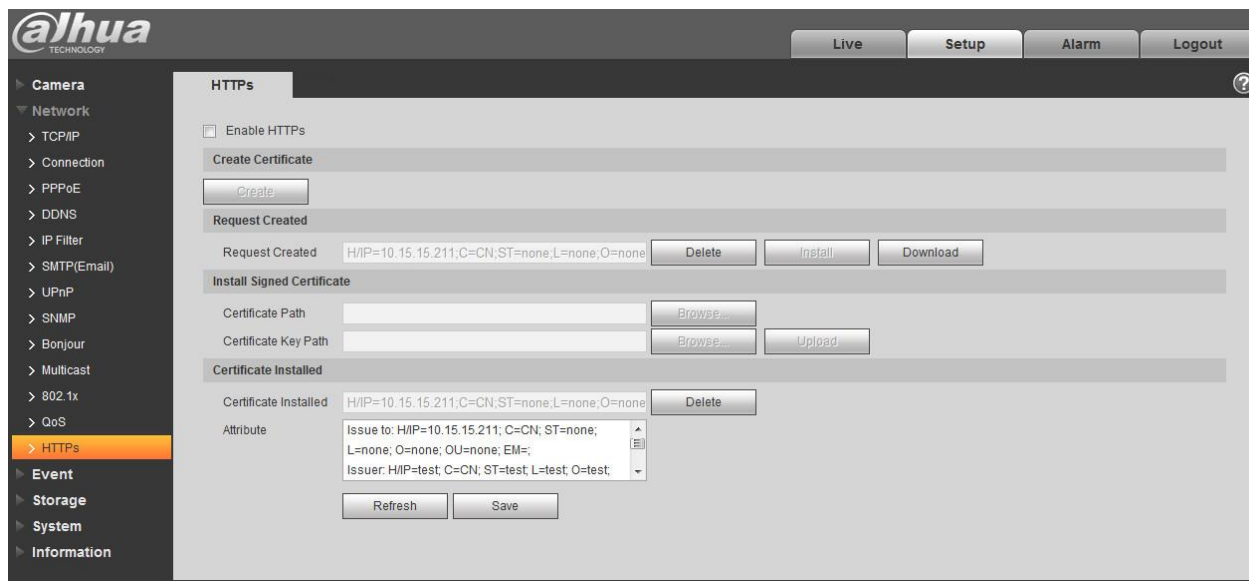 alhua
TECHNOLOGY
Live Setup Alarm Logout
Camera
Network
TCP/IP
Connection
PPPoE
DDNS
IP Filter
SMTP(Email)
UPnP
SNMP
Bonjour
Multicast
802.1x
QoS
HTTPs
Event
Storage
System
Information
HTTPs
?
Enable HTTPs
Create Certificate
Create
Request Created
Request Created H/IP=10.15.15.211;C=CN;ST=none;L=none;O=none Delete Install Download
Install Signed Certificate
Certificate Path Browse...
Certificate Key Path Browse... Upload
Certificate Installed
Certificate Installed H/IP=10.15.15.211;C=CN;ST=none;L=none;O=none Delete
Attribute Issue to: H/IP=10.15.15.211; C=CN; ST=none;
L=none; O=none; OU=none; EM=;
Issuer: H/IP=test; C=CN; ST=test; L=test; O=test;
Refresh Save